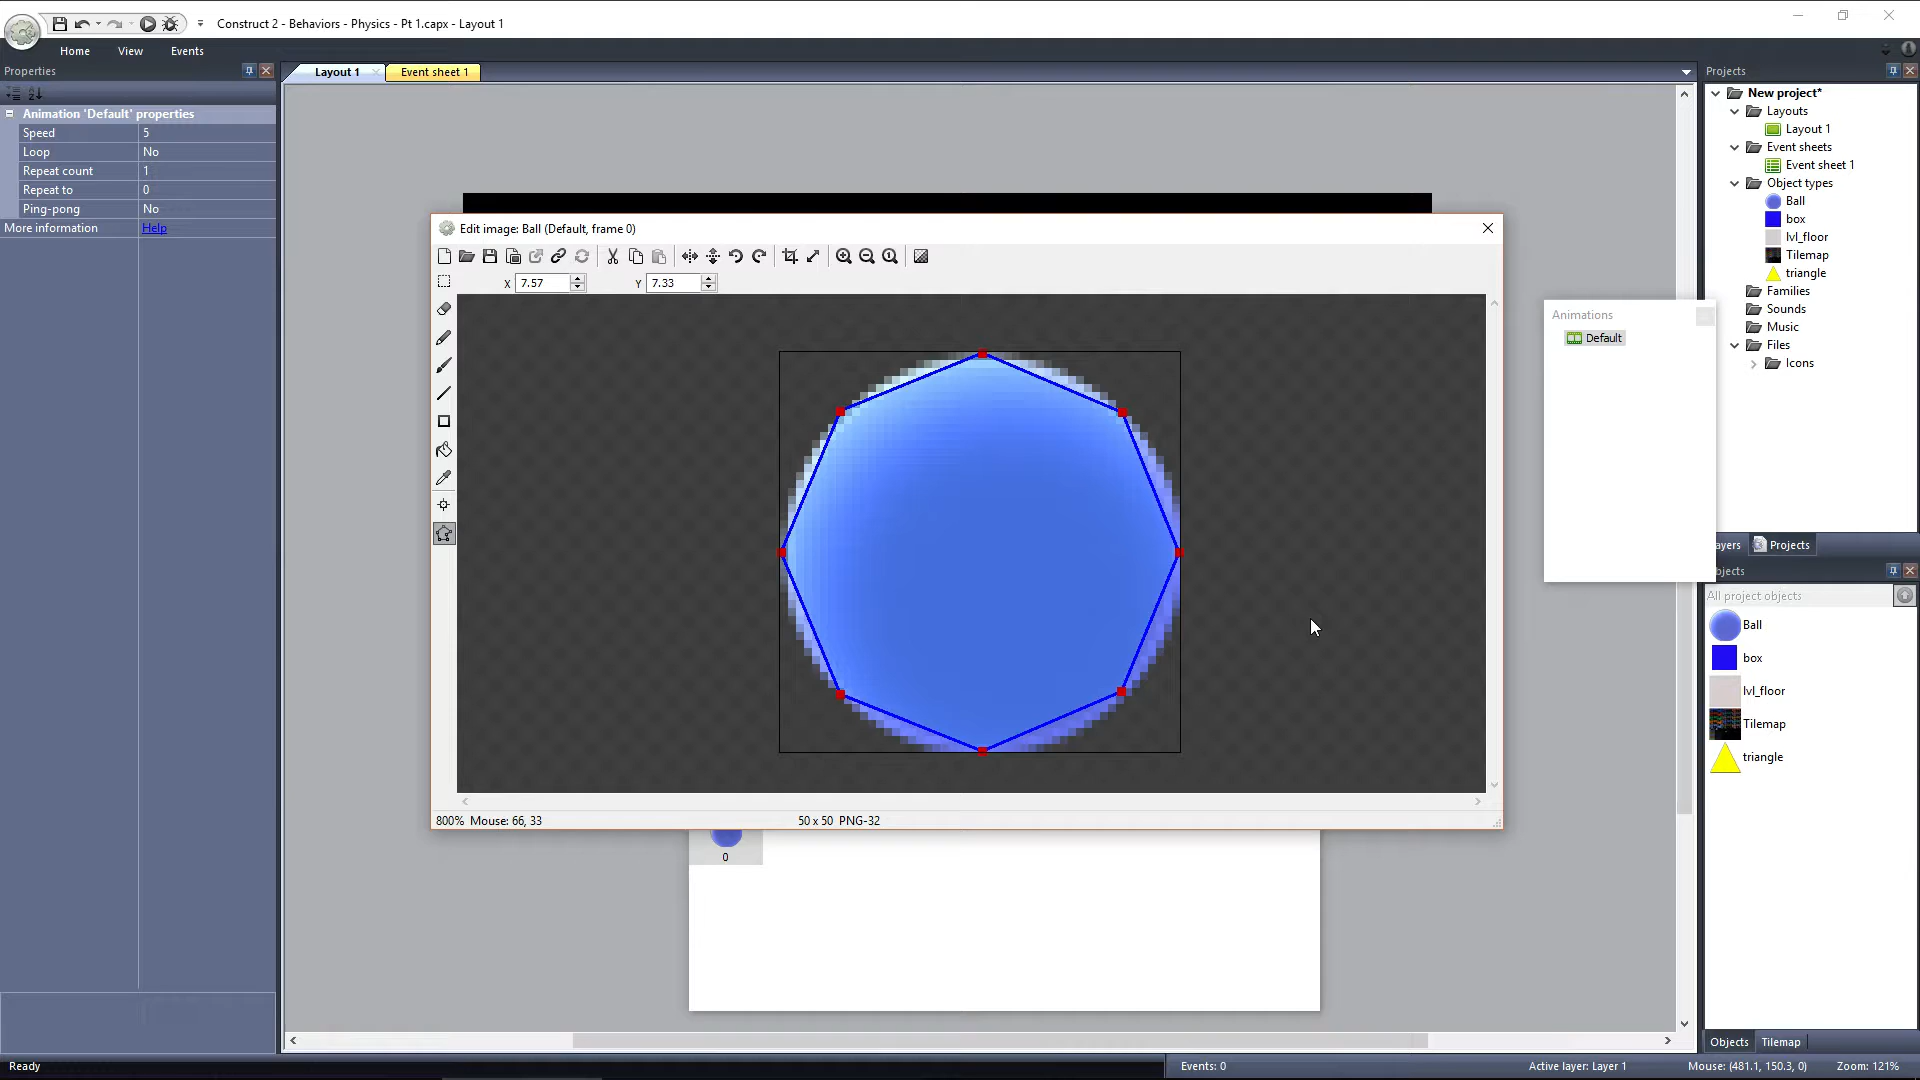 Construct 2 - Behaviors - Physics - Pt 1.capx - Layout 1
Home View Events
Properties
Animation 'Default' properties
Speed 5
Loop No
Repeat count 1
Repeat to 0
Ping-pong No
More information Help
Layout 1 Event sheet 1
Edit image: Ball (Default, frame 0)
X 7.57 Y 7.33
800% Mouse: 66, 33 50 x 50 PNG-32
0
Animations
Default
Projects
New project*
Layouts
Layout 1
Event sheets
Event sheet 1
Object types
Ball
box
lvl_floor
Tilemap
triangle
Families
Sounds
Music
Files
Icons
ayers Projects
bjects
All project objects
Ball
box
lvl_floor
Tilemap
triangle
Objects Tilemap
Ready Events: 0 Active layer: Layer 1 Mouse: (481.1, 150.3, 0) Zoom: 121%